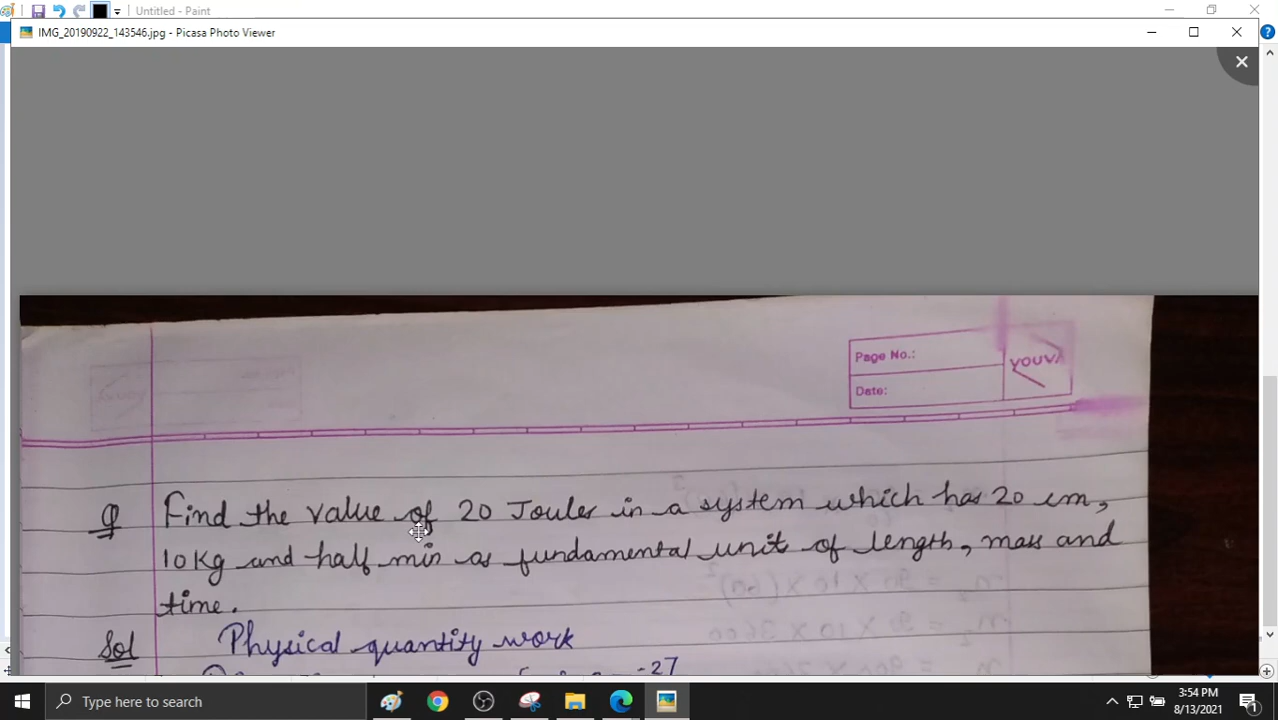 Untitled - Paint
IMG_20190922_143546.jpg - Picasa Photo Viewer
Page No.:
YOUVA
Date:
Q Find the value of 20 Joules in a system which has 20 cm,
10 Kg and half min as fundamental unit of length, mass and
time.
Sol Physical quantity work
-27
Type here to search
3:54 PM
8/13/2021
1